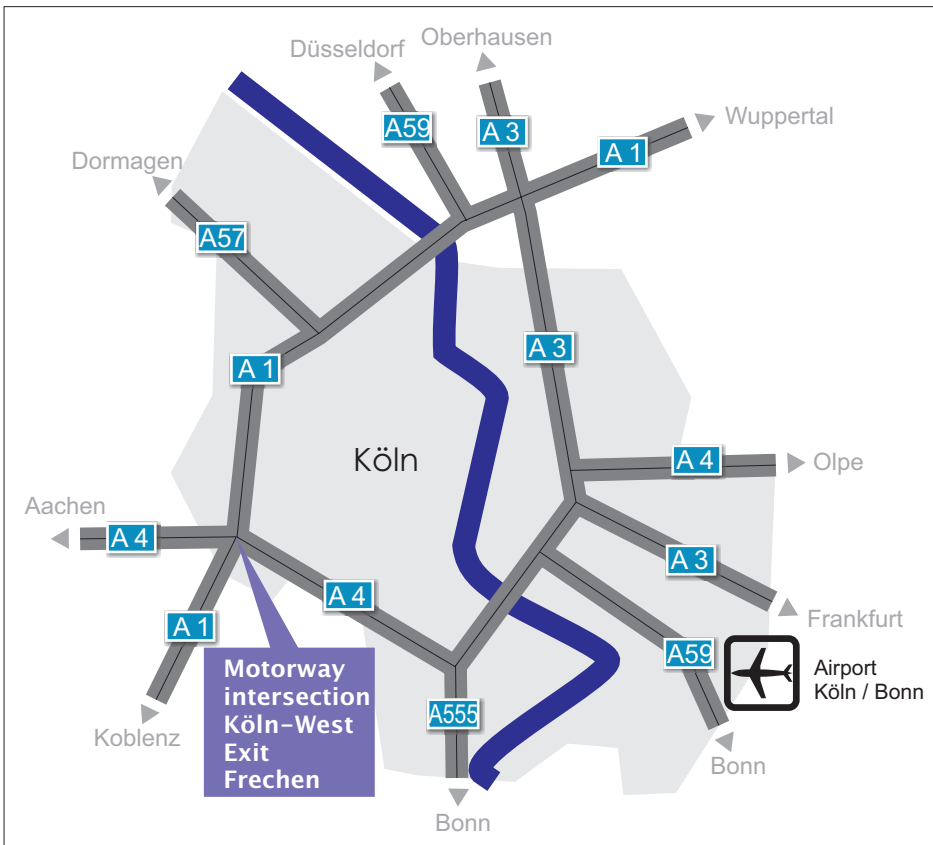 Oberhausen
Düsseldorf
Wuppertal
A59
A 3
A 1
Dormagen
A57
A 3
A 1
Köln
A 4
Olpe
Aachen
A 4
A 3
A 4
Frankfurt
A 1
Motorway
intersection
Köln-West
Exit
Frechen
A59
Airport
Köln / Bonn
A555
Koblenz
Bonn
Bonn